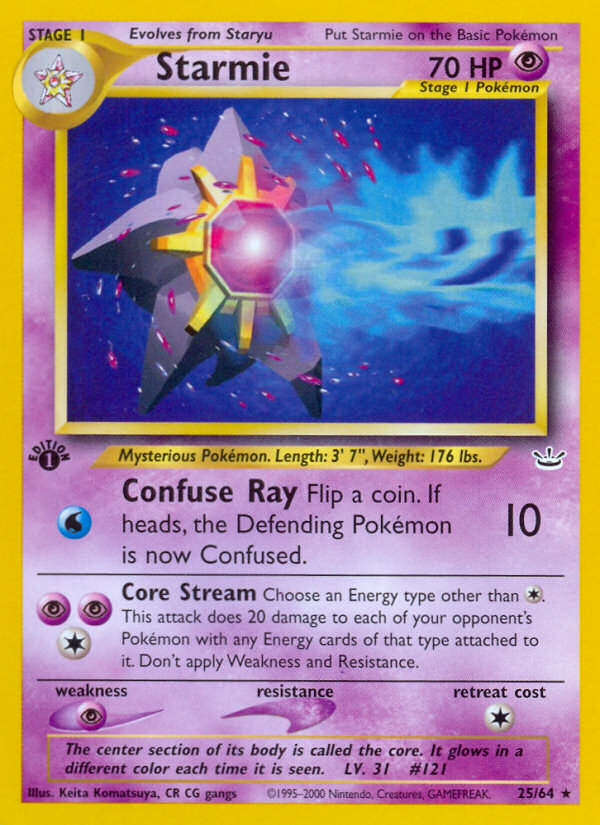 STAGE 1 Evolves from Staryu Put Starmie on the Basic Pokémon
Starmie 70 HP
Stage 1 Pokémon
EDITION
1
Mysterious Pokémon. Length: 3' 7", Weight: 176 lbs.
Confuse Ray Flip a coin. If
heads, the Defending Pokémon
is now Confused.
10
Core Stream Choose an Energy type other than .
This attack does 20 damage to each of your opponent's
Pokémon with any Energy cards of that type attached to
it. Don't apply Weakness and Resistance.
weakness resistance retreat cost
The center section of its body is called the core. It glows in a
different color each time it is seen. LV. 31 #121
Illus. Keita Komatsuya, CR CG gangs ©1995-2000 Nintendo, Creatures, GAMEFREAK. 25/64 ★